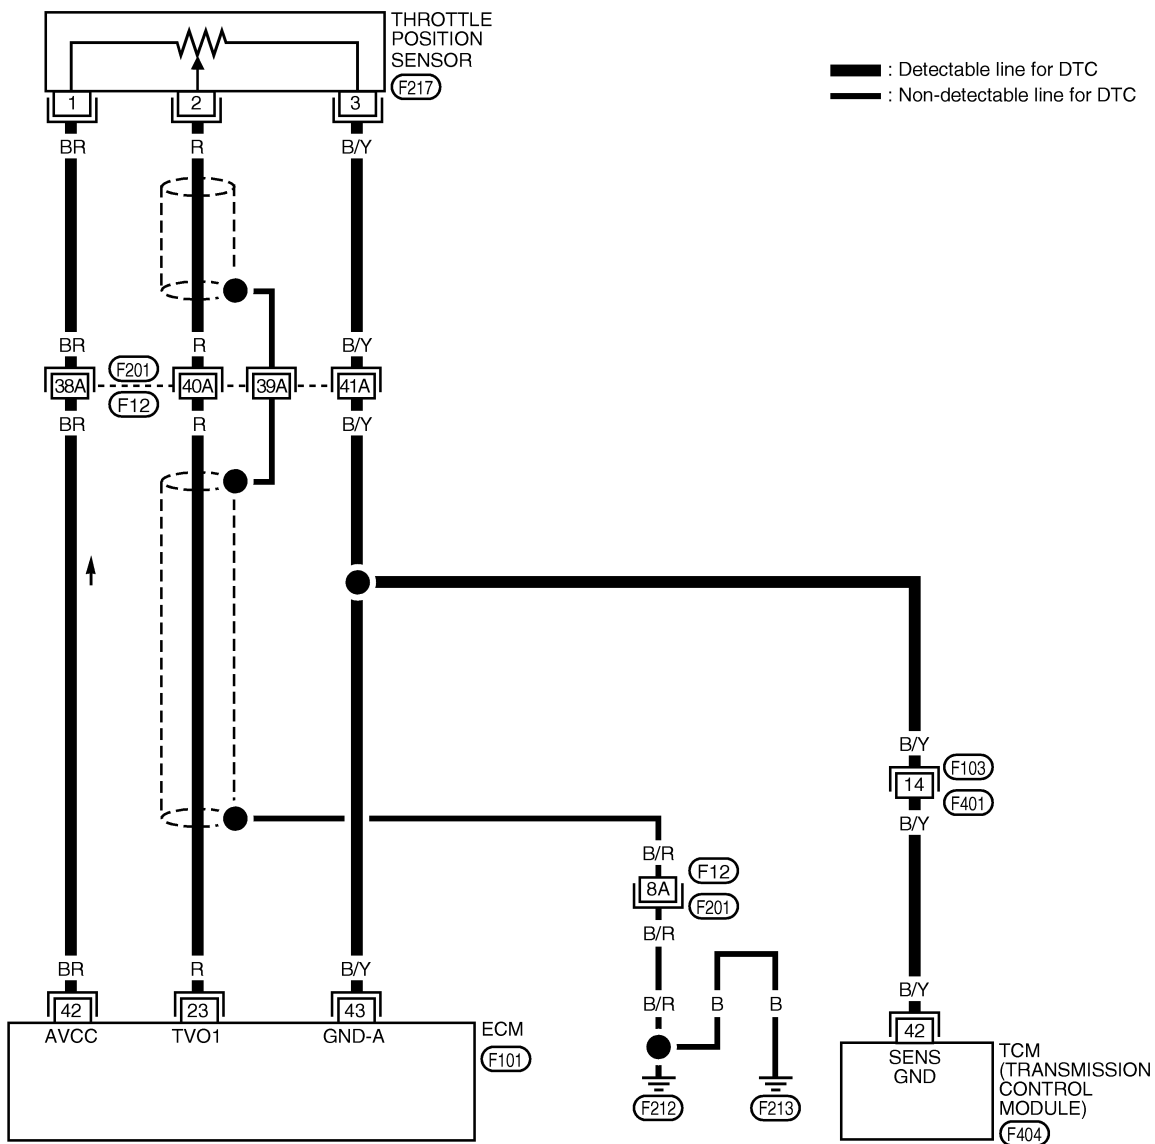 THROTTLE
POSITION
SENSOR
F217
: Detectable line for DTC
: Non-detectable line for DTC
1 2 3
BR R B/Y
BR R B/Y
F201
38A 40A 39A 41A
F12
BR R B/Y
B/Y
F103
14
F401
B/Y
B/R
F12
8A
F201
B/R
BR R B/Y
B/R B B
B/Y
42 23 43
AVCC TVO1 GND-A
ECM
F101
42
SENS
GND
TCM
(TRANSMISSION
CONTROL
MODULE)
F404
F212 F213